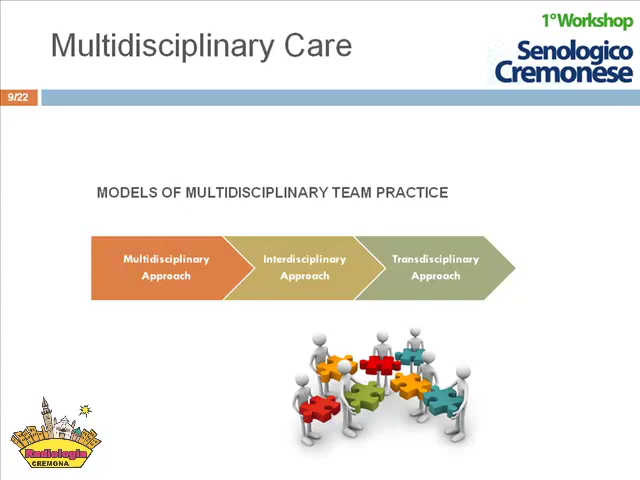 1°Workshop
Multidisciplinary Care
Senologico
Cremonese
9/22
MODELS OF MULTIDISCIPLINARY TEAM PRACTICE
Multidisciplinary
Approach
Interdisciplinary
Approach
Transdisciplinary
Approach
Radiologia
CREMONA